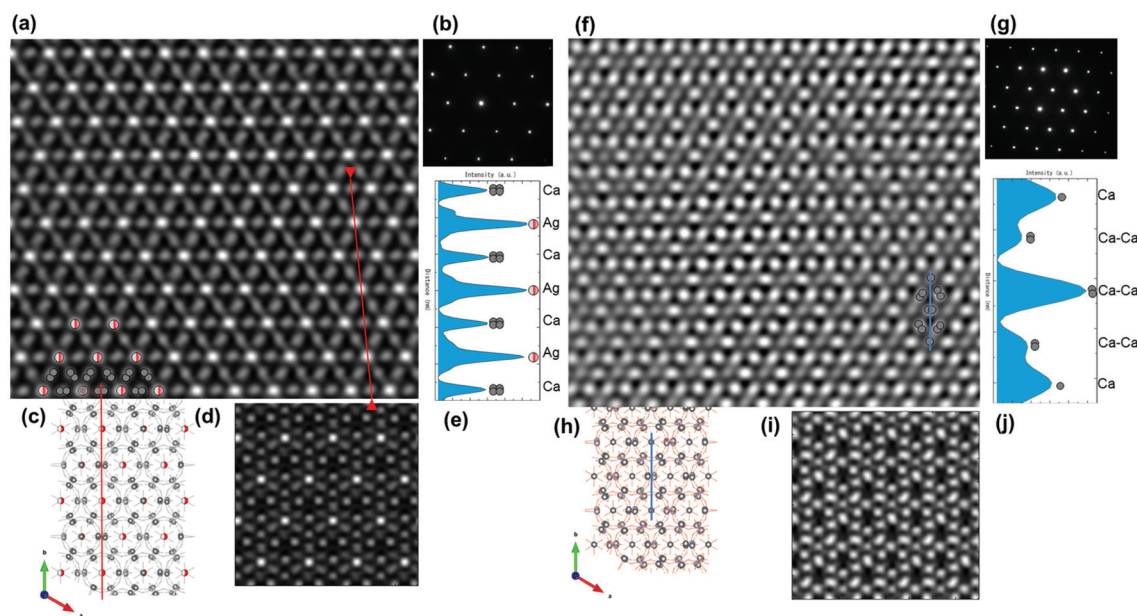 (a)
(b)
Intensity (a.u.)
Distance (nm)
Ca
Ag
Ca
Ag
Ca
Ag
Ca
(c)
b
a
(d)
(e)
(f)
(g)
Intensity (a.u.)
Distance (nm)
Ca
Ca-Ca
Ca-Ca
Ca-Ca
Ca
(h)
b
a
(i)
(j)